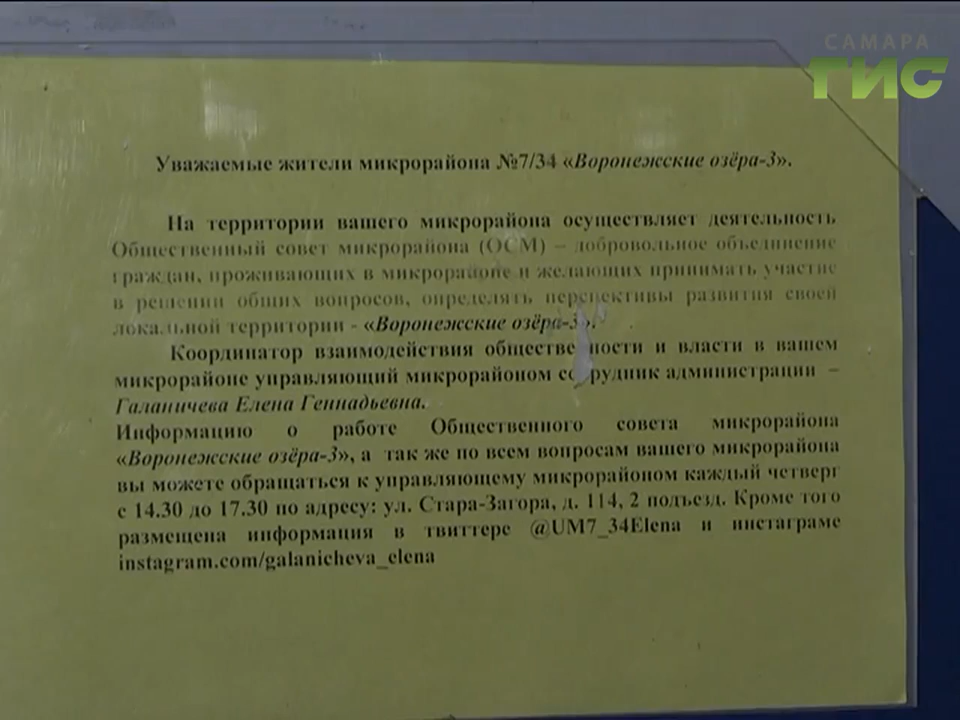 САМАРА
ГИС
Уважаемые жители микрорайона №7/34 «Воронежские озёра-3».
На территории вашего микрорайона осуществляет деятельность
Общественный совет микрорайона (ОСМ) – добровольное объединение
граждан, проживающих в микрорайоне и желающих принимать участие
в решении общих вопросов, определять перспективы развития своей
локальной территории - «Воронежские озёра-3».
Координатор взаимодействия общественности и власти в вашем
микрорайоне управляющий микрорайоном сотрудник администрации –
Галаничева Елена Геннадьевна.
Информацию о работе Общественного совета микрорайона
«Воронежские озёра-3», а так же по всем вопросам вашего микрорайона
вы можете обращаться к управляющему микрорайоном каждый четверг
с 14.30 до 17.30 по адресу: ул. Стара-Загора, д. 114, 2 подъезд. Кроме того
размещена информация в твиттере @UM7_34Elena и инстаграме
instagram.com/galanicheva_elena